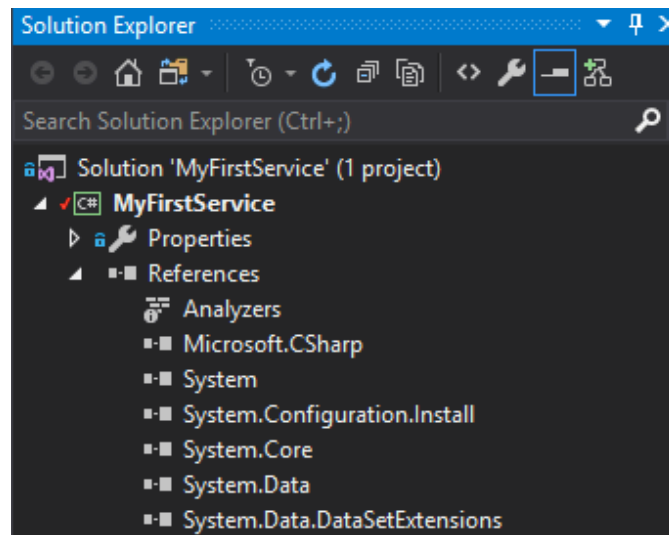 Solution Explorer
Search Solution Explorer (Ctrl+;)
Solution 'MyFirstService' (1 project)
C# MyFirstService
Properties
References
Analyzers
Microsoft.CSharp
System
System.Configuration.Install
System.Core
System.Data
System.Data.DataSetExtensions